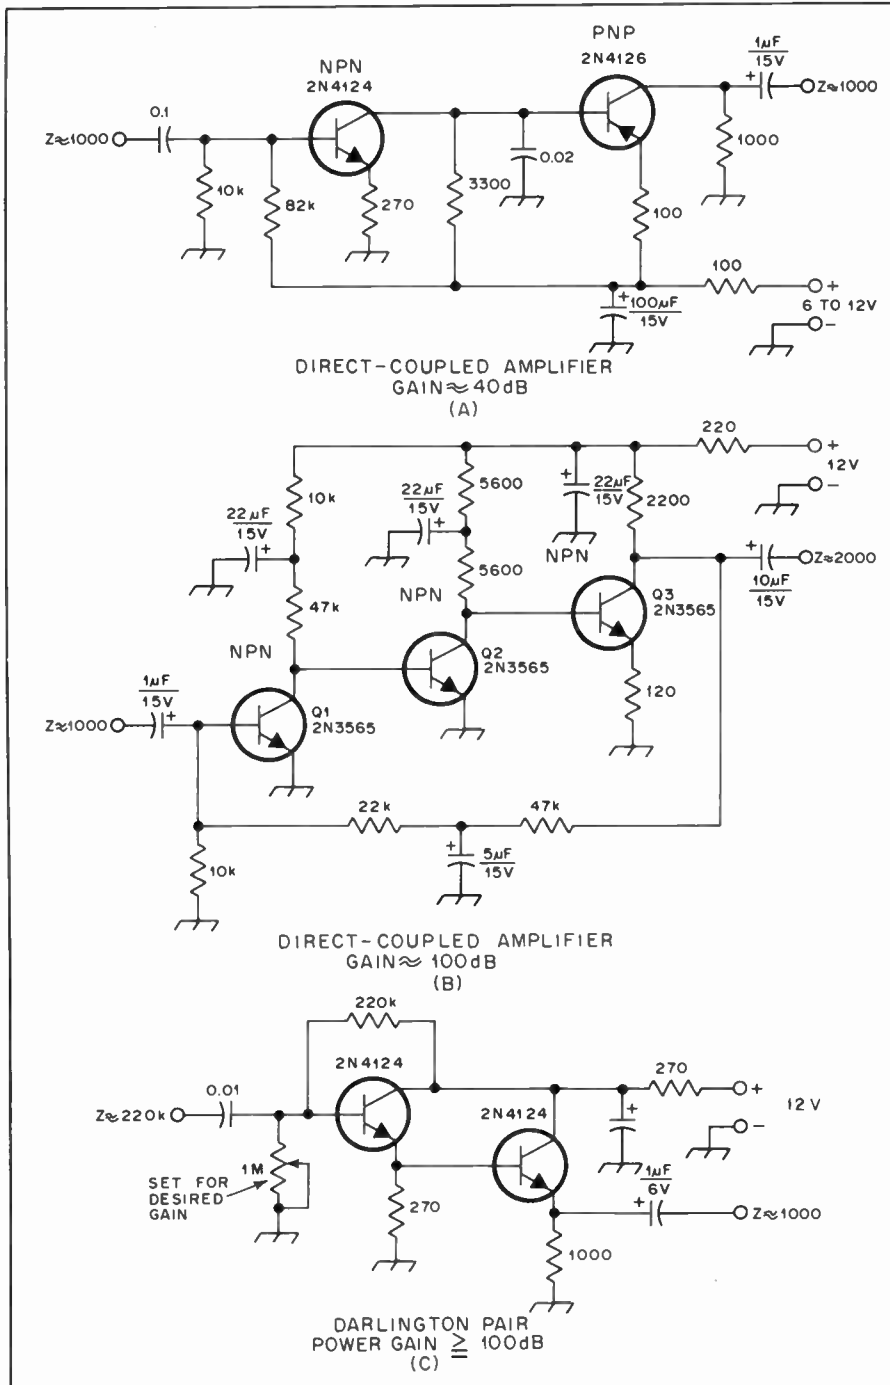 NPN
2N4124
PNP
2N4126
1µF
15V
+
Z≈1000
0.1
Z≈1000
10k
82k
270
3300
0.02
100
1000
100
+
6 TO 12V
–
+
100µF
15V
DIRECT-COUPLED AMPLIFIER
GAIN≈40dB
(A)
220
+
12V
–
10k
22µF
15V
+
5600
22µF
15V
+
+
22µF
15V
2200
5600
47k
NPN
NPN
NPN
Q3
2N3565
+
10µF
15V
Z≈2000
Q2
2N3565
120
1µF
15V
+
Z≈1000
Q1
2N3565
22k
47k
10k
+
5µF
15V
DIRECT-COUPLED AMPLIFIER
GAIN≈100dB
(B)
220k
2N4124
0.01
Z≈220k
2N4124
270
+
12V
–
+
1M
SET FOR
DESIRED
GAIN
270
1µF
6V
+
Z≈1000
1000
DARLINGTON PAIR
POWER GAIN ≧ 100dB
(C)